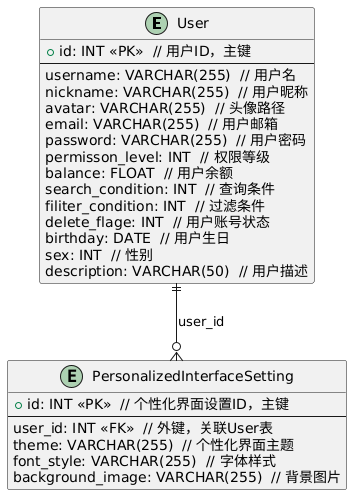 E User
id: INT «PK»  // 用户ID，主键
username: VARCHAR(255)  // 用户名
nickname: VARCHAR(255)  // 用户昵称
avatar: VARCHAR(255)  // 头像路径
email: VARCHAR(255)  // 用户邮箱
password: VARCHAR(255)  // 用户密码
permisson_level: INT  // 权限等级
balance: FLOAT  // 用户余额
search_condition: INT  // 查询条件
filiter_condition: INT  // 过滤条件
delete_flage: INT  // 用户账号状态
birthday: DATE  // 用户生日
sex: INT  // 性别
description: VARCHAR(50)  // 用户描述
user_id
E PersonalizedInterfaceSetting
id: INT «PK»  // 个性化界面设置ID，主键
user_id: INT «FK»  // 外键，关联User表
theme: VARCHAR(255)  // 个性化界面主题
font_style: VARCHAR(255)  // 字体样式
background_image: VARCHAR(255)  // 背景图片